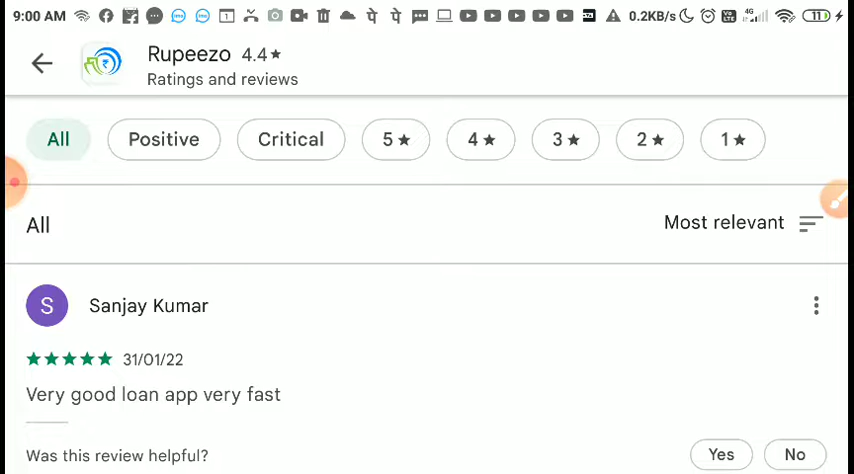 9:00 AM 0.2KB/s 4G 11
Rupeezo 4.4★
Ratings and reviews
All Positive Critical 5★ 4★ 3★ 2★ 1★
All Most relevant
S Sanjay Kumar
★★★★★ 31/01/22
Very good loan app very fast
Was this review helpful? Yes No